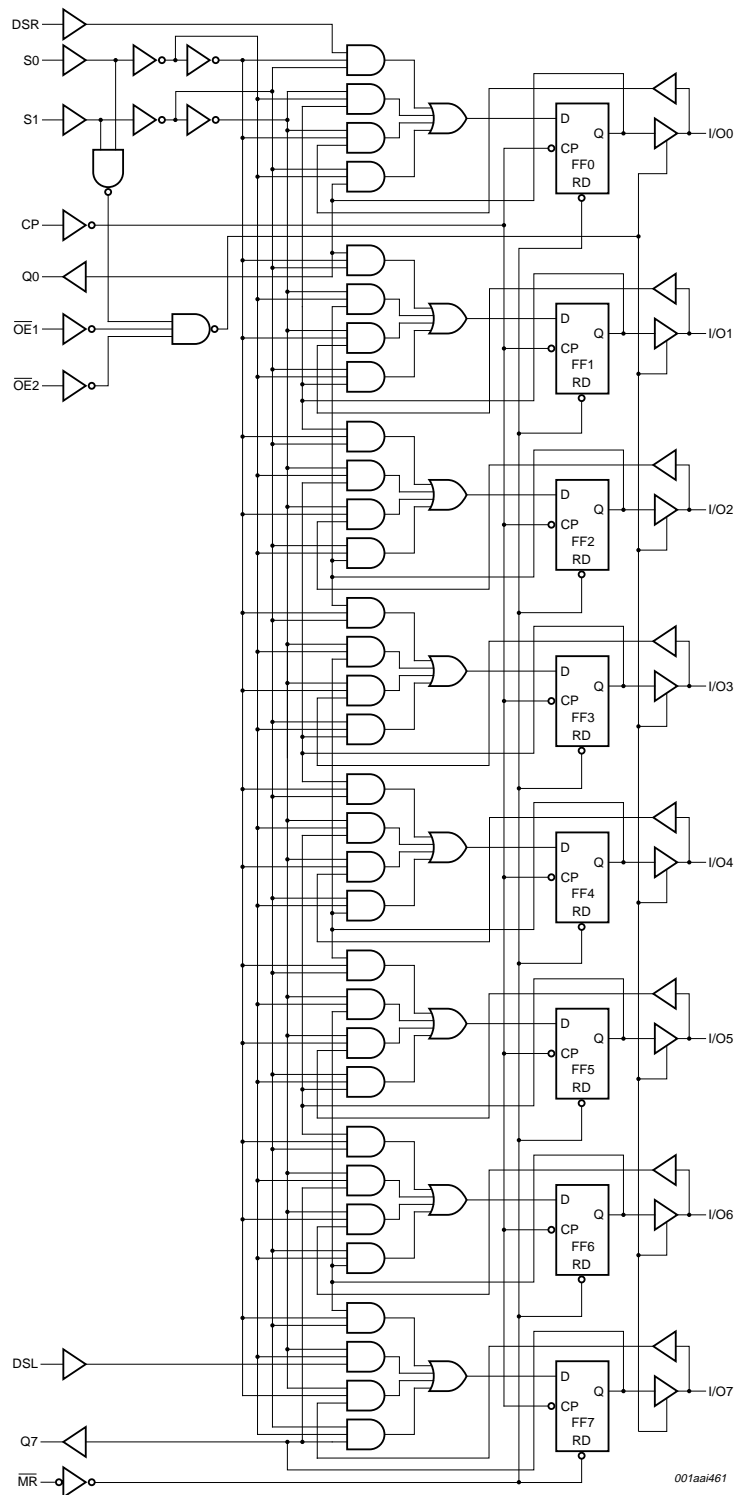 DSR
S0
S1
CP
Q0
OE1
OE2
D
Q
CP
FF0
RD
I/O0
D
Q
CP
FF1
RD
I/O1
D
Q
CP
FF2
RD
I/O2
D
Q
CP
FF3
RD
I/O3
D
Q
CP
FF4
RD
I/O4
D
Q
CP
FF5
RD
I/O5
D
Q
CP
FF6
RD
I/O6
DSL
D
Q
CP
FF7
RD
I/O7
Q7
MR
001aai461